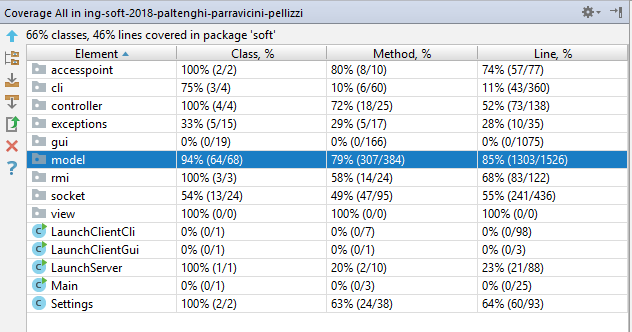 Coverage All in ing-soft-2018-paltenghi-parravicini-pellizzi
66% classes, 46% lines covered in package 'soft'
Element Class, % Method, % Line, %
accesspoint 100% (2/2) 80% (8/10) 74% (57/77)
cli 75% (3/4) 10% (6/60) 11% (43/360)
controller 100% (4/4) 72% (18/25) 52% (73/138)
exceptions 33% (5/15) 29% (5/17) 28% (10/35)
gui 0% (0/19) 0% (0/166) 0% (0/1075)
model 94% (64/68) 79% (307/384) 85% (1303/1526)
rmi 100% (3/3) 58% (14/24) 68% (83/122)
socket 54% (13/24) 49% (47/95) 55% (241/436)
view 100% (0/0) 100% (0/0) 100% (0/0)
LaunchClientCli 0% (0/1) 0% (0/7) 0% (0/98)
LaunchClientGui 0% (0/1) 0% (0/1) 0% (0/3)
LaunchServer 100% (1/1) 20% (2/10) 23% (21/88)
Main 0% (0/1) 0% (0/3) 0% (0/25)
Settings 100% (2/2) 63% (24/38) 64% (60/93)